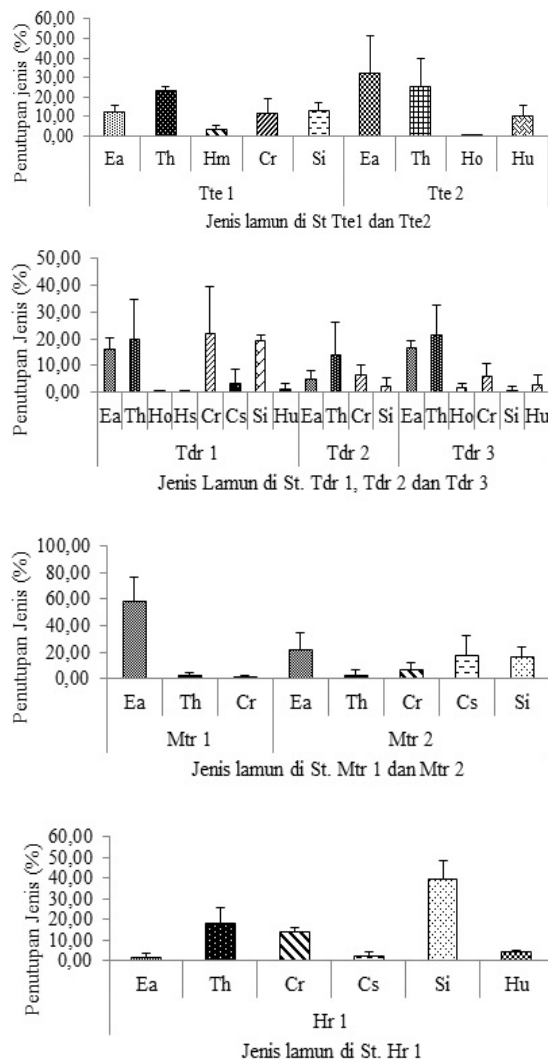 Penutupan jenis (%)
60,00
50,00
40,00
30,00
20,00
10,00
0,00
Ea Th Hm Cr Si Ea Th Ho Hu
Tte 1 Tte 2
Jenis lamun di St Tte1 dan Tte2
Penutupan Jenis (%)
50,00
40,00
30,00
20,00
10,00
0,00
Ea Th Ho Hs Cr Cs Si Hu Ea Th Cr Si Ea Th Ho Cr Si Hu
Tdr 1 Tdr 2 Tdr 3
Jenis Lamun di St. Tdr 1, Tdr 2 dan Tdr 3
Penutupan Jenis (%)
100,00
80,00
60,00
40,00
20,00
0,00
Ea Th Cr Ea Th Cr Cs Si
Mtr 1 Mtr 2
Jenis lamun di St. Mtr 1 dan Mtr 2
Penutupan Jenis (%)
60,00
50,00
40,00
30,00
20,00
10,00
0,00
Ea Th Cr Cs Si Hu
Hr 1
Jenis lamun di St. Hr 1